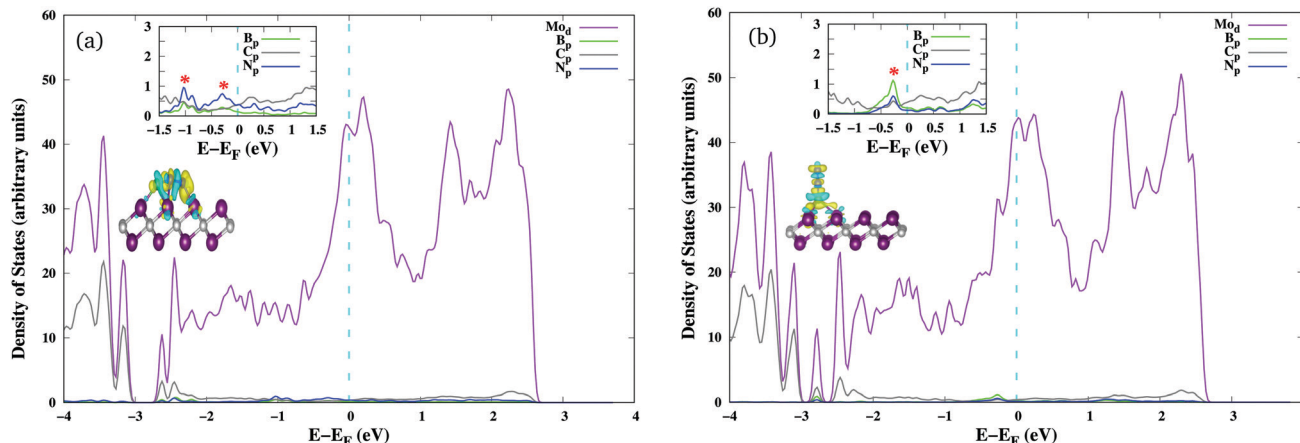 (a)
Density of States (arbitrary units)
60
50
40
30
20
10
0
3
2
1
0
B_p
C_p
N_p
*
*
−1.5 −1 −0.5 0 0.5 1 1.5
E−E_F (eV)
Mo_d
B_p
C_p
N_p
−4 −3 −2 −1 0 1 2 3 4
E−E_F (eV)
(b)
Density of States (arbitrary units)
60
50
40
30
20
10
0
3
2
1
0
B_p
C_p
N_p
*
−1.5 −1 −0.5 0 0.5 1 1.5
E−E_F (eV)
Mo_d
B_p
C_p
N_p
−4 −3 −2 −1 0 1 2 3
E−E_F (eV)